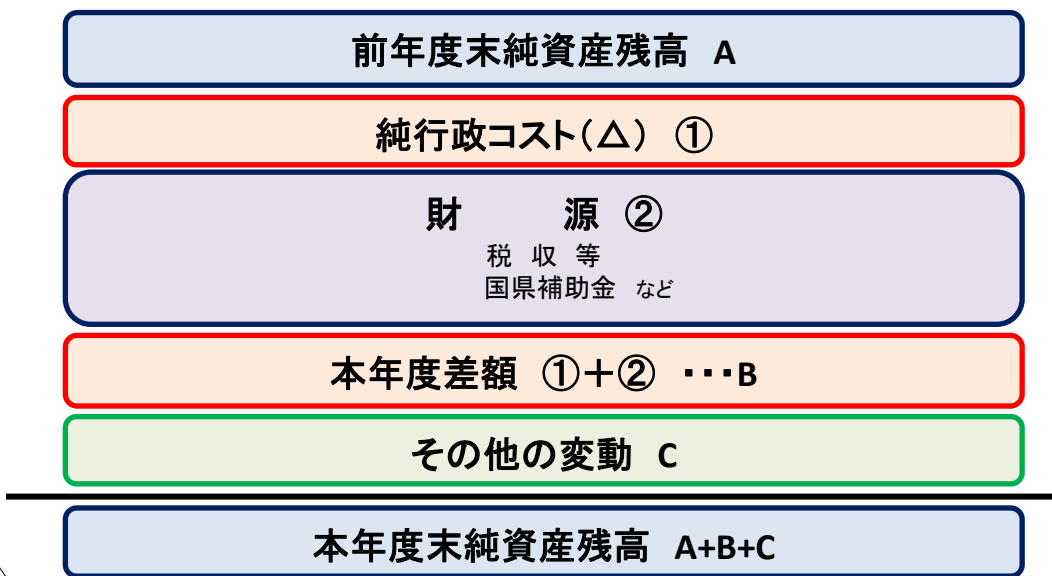 前年度末純資産残高 A
純行政コスト(△) ①
財 源 ②
税 収 等
国県補助金 など
本年度差額 ①＋② ・・・B
その他の変動 C
本年度末純資産残高 A+B+C